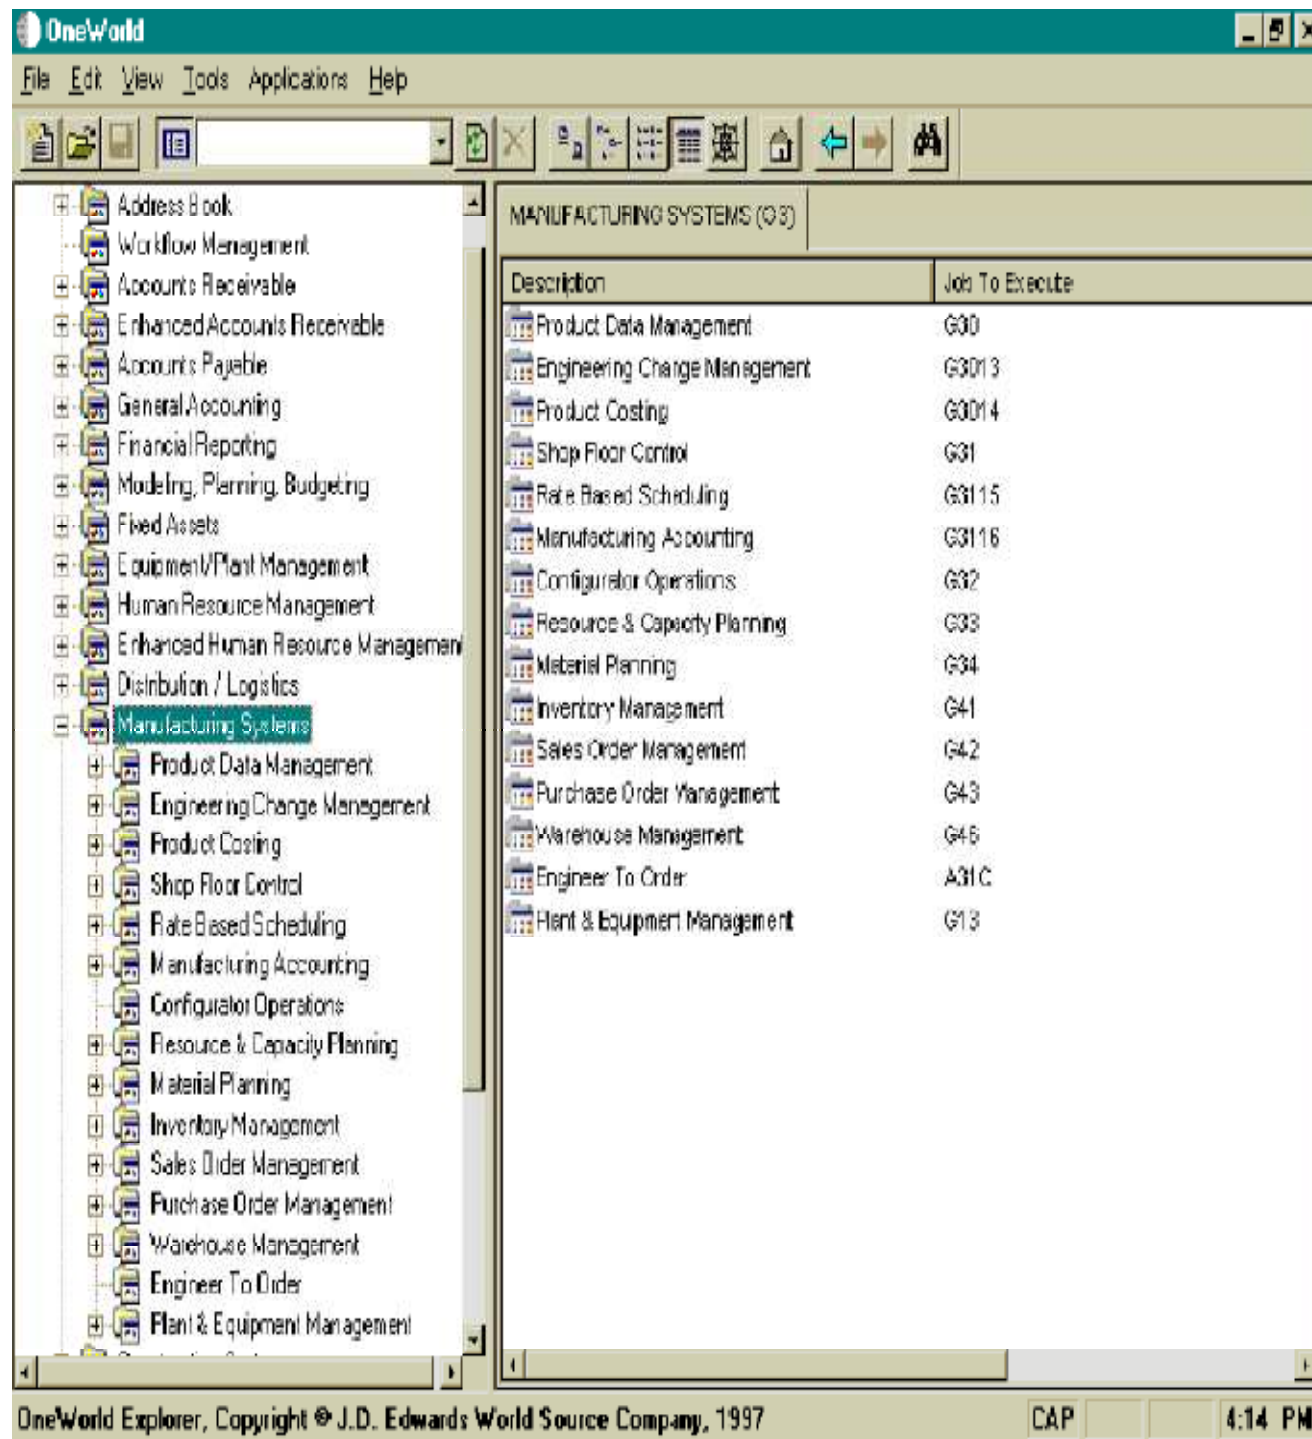 OneWorld
File Edit View Tools Applications Help
Address Book
Workflow Management
Accounts Receivable
Enhanced Accounts Receivable
Accounts Payable
General Accounting
Financial Reporting
Modeling, Planning, Budgeting
Fixed Assets
Equipment/Plant Management
Human Resource Management
Enhanced Human Resource Management
Distribution / Logistics
Manufacturing Systems
Product Data Management
Engineering Change Management
Product Costing
Shop Floor Control
Rate Based Scheduling
Manufacturing Accounting
Configurator Operations
Resource & Capacity Planning
Material Planning
Inventory Management
Sales Order Management
Purchase Order Management
Warehouse Management
Engineer To Order
Plant & Equipment Management
MANUFACTURING SYSTEMS (G3)
Description Job To Execute
Product Data Management G30
Engineering Change Management G3013
Product Costing G3014
Shop Floor Control G31
Rate Based Scheduling G3115
Manufacturing Accounting G3116
Configurator Operations G32
Resource & Capacity Planning G33
Material Planning G34
Inventory Management G41
Sales Order Management G42
Purchase Order Management G43
Warehouse Management G46
Engineer To Order A31C
Plant & Equipment Management G13
OneWorld Explorer, Copyright © J.D. Edwards World Source Company, 1997 CAP 4:14 PM